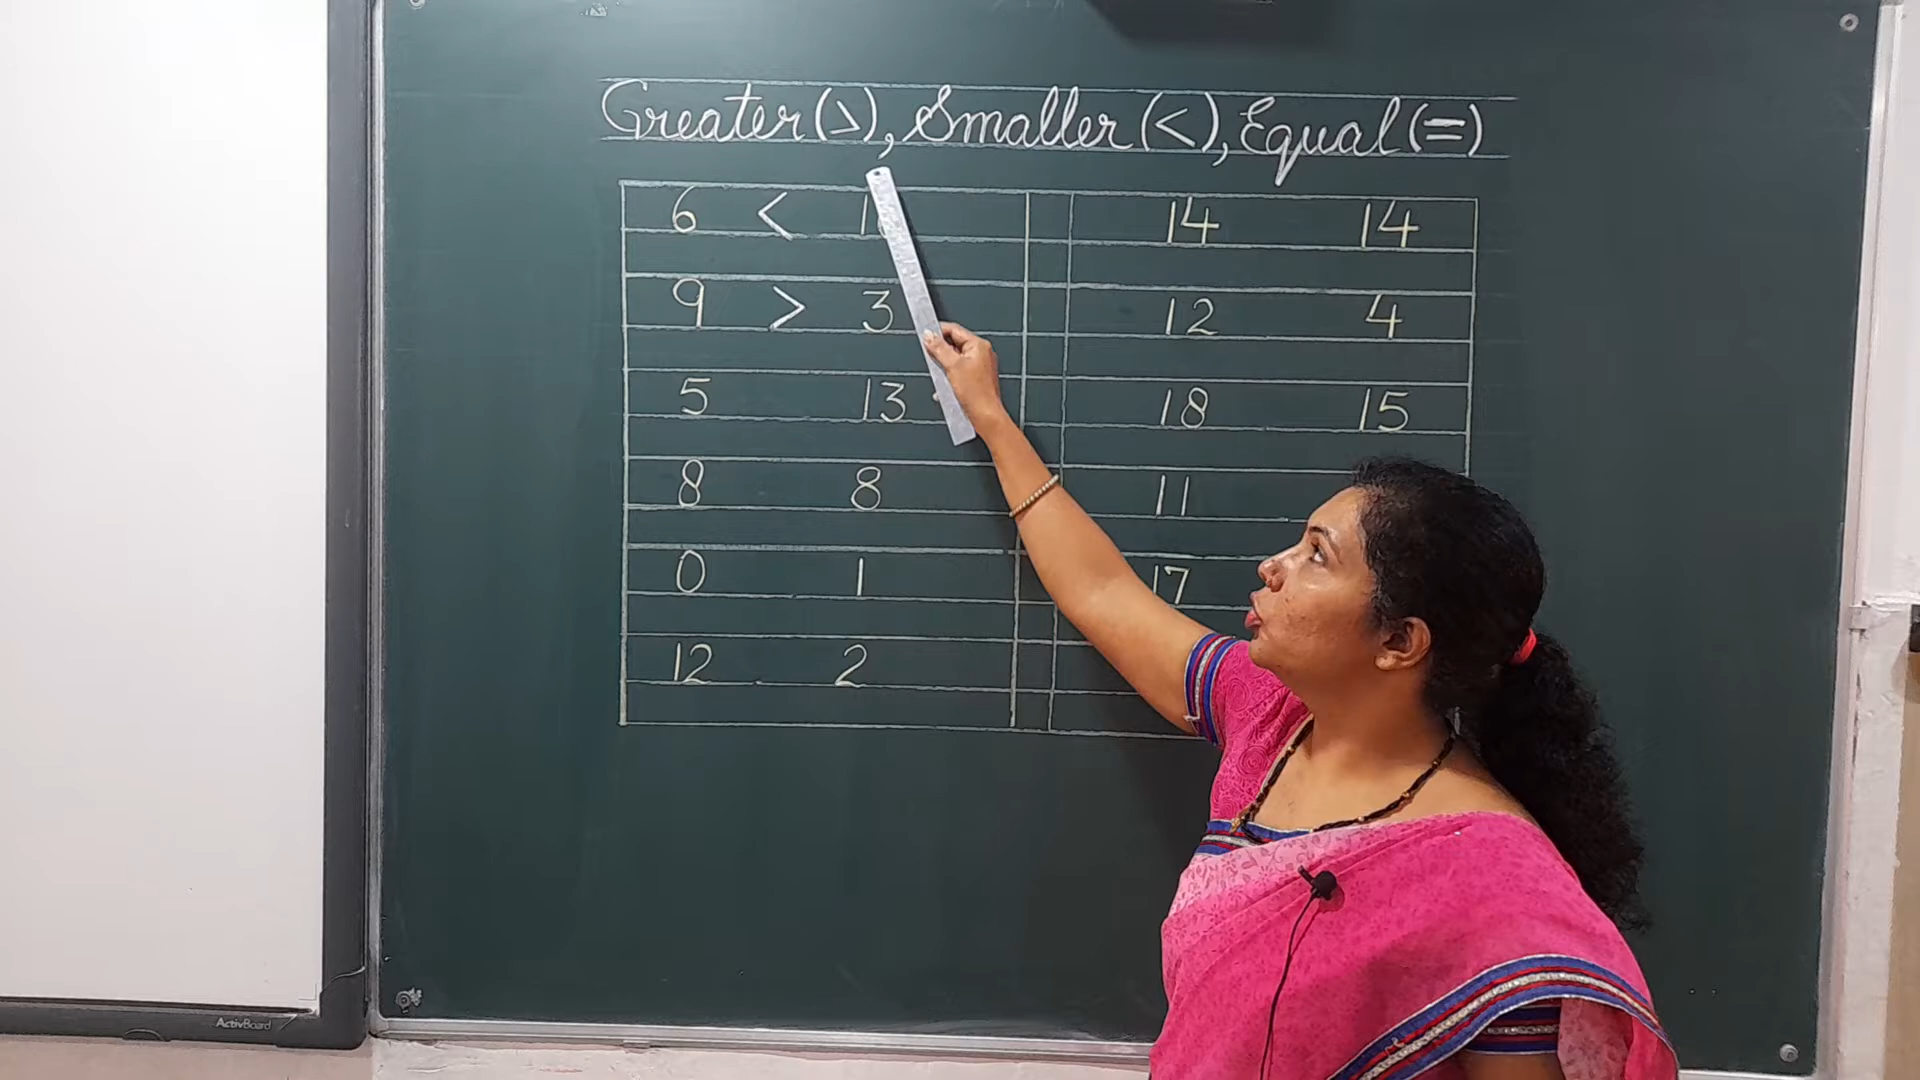 Greater (>), Smaller (<), Equal (=)
6 < 14 14
9 > 3 12 4
5 13 18 15
8 8 11
0 1 17
12 2
ActivBoard